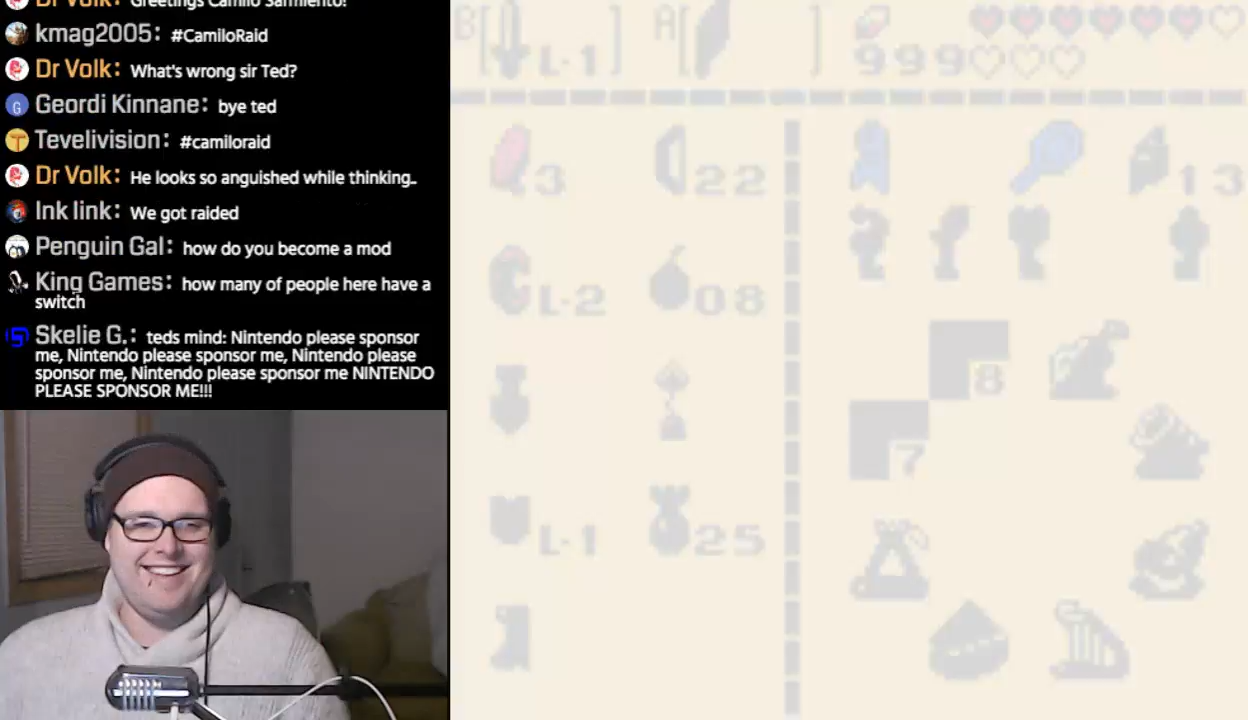 Dr Volk: Greetings Camilo Sarmiento!
kmag2005: #CamiloRaid
Dr Volk: What's wrong sir Ted?
G Geordi Kinnane: bye ted
Tevelivision: #camiloraid
Dr Volk: He looks so anguished while thinking..
Ink link: We got raided
Penguin Gal: how do you become a mod
King Games: how many of people here have a
switch
Skelie G.: teds mind: Nintendo please sponsor
me, Nintendo please sponsor me, Nintendo please
sponsor me, Nintendo please sponsor me NINTENDO
PLEASE SPONSOR ME!!!
B[ L-1 ] A[ ] 999
3 22
L-2 08
L-1 25
13
8
7